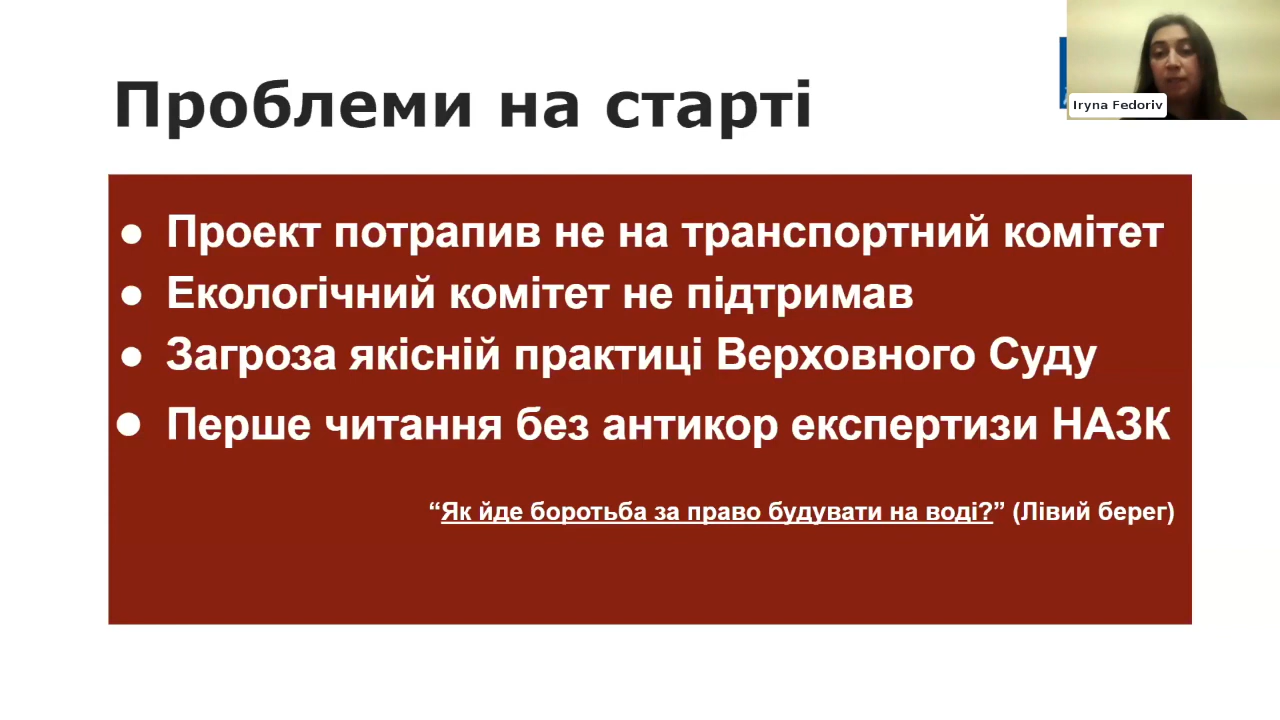 Проблеми на старті
Iryna Fedoriv
● Проект потрапив не на транспортний комітет
● Екологічний комітет не підтримав
● Загроза якісній практиці Верховного Суду
● Перше читання без антикор експертизи НАЗК
“Як йде боротьба за право будувати на воді?” (Лівий берег)